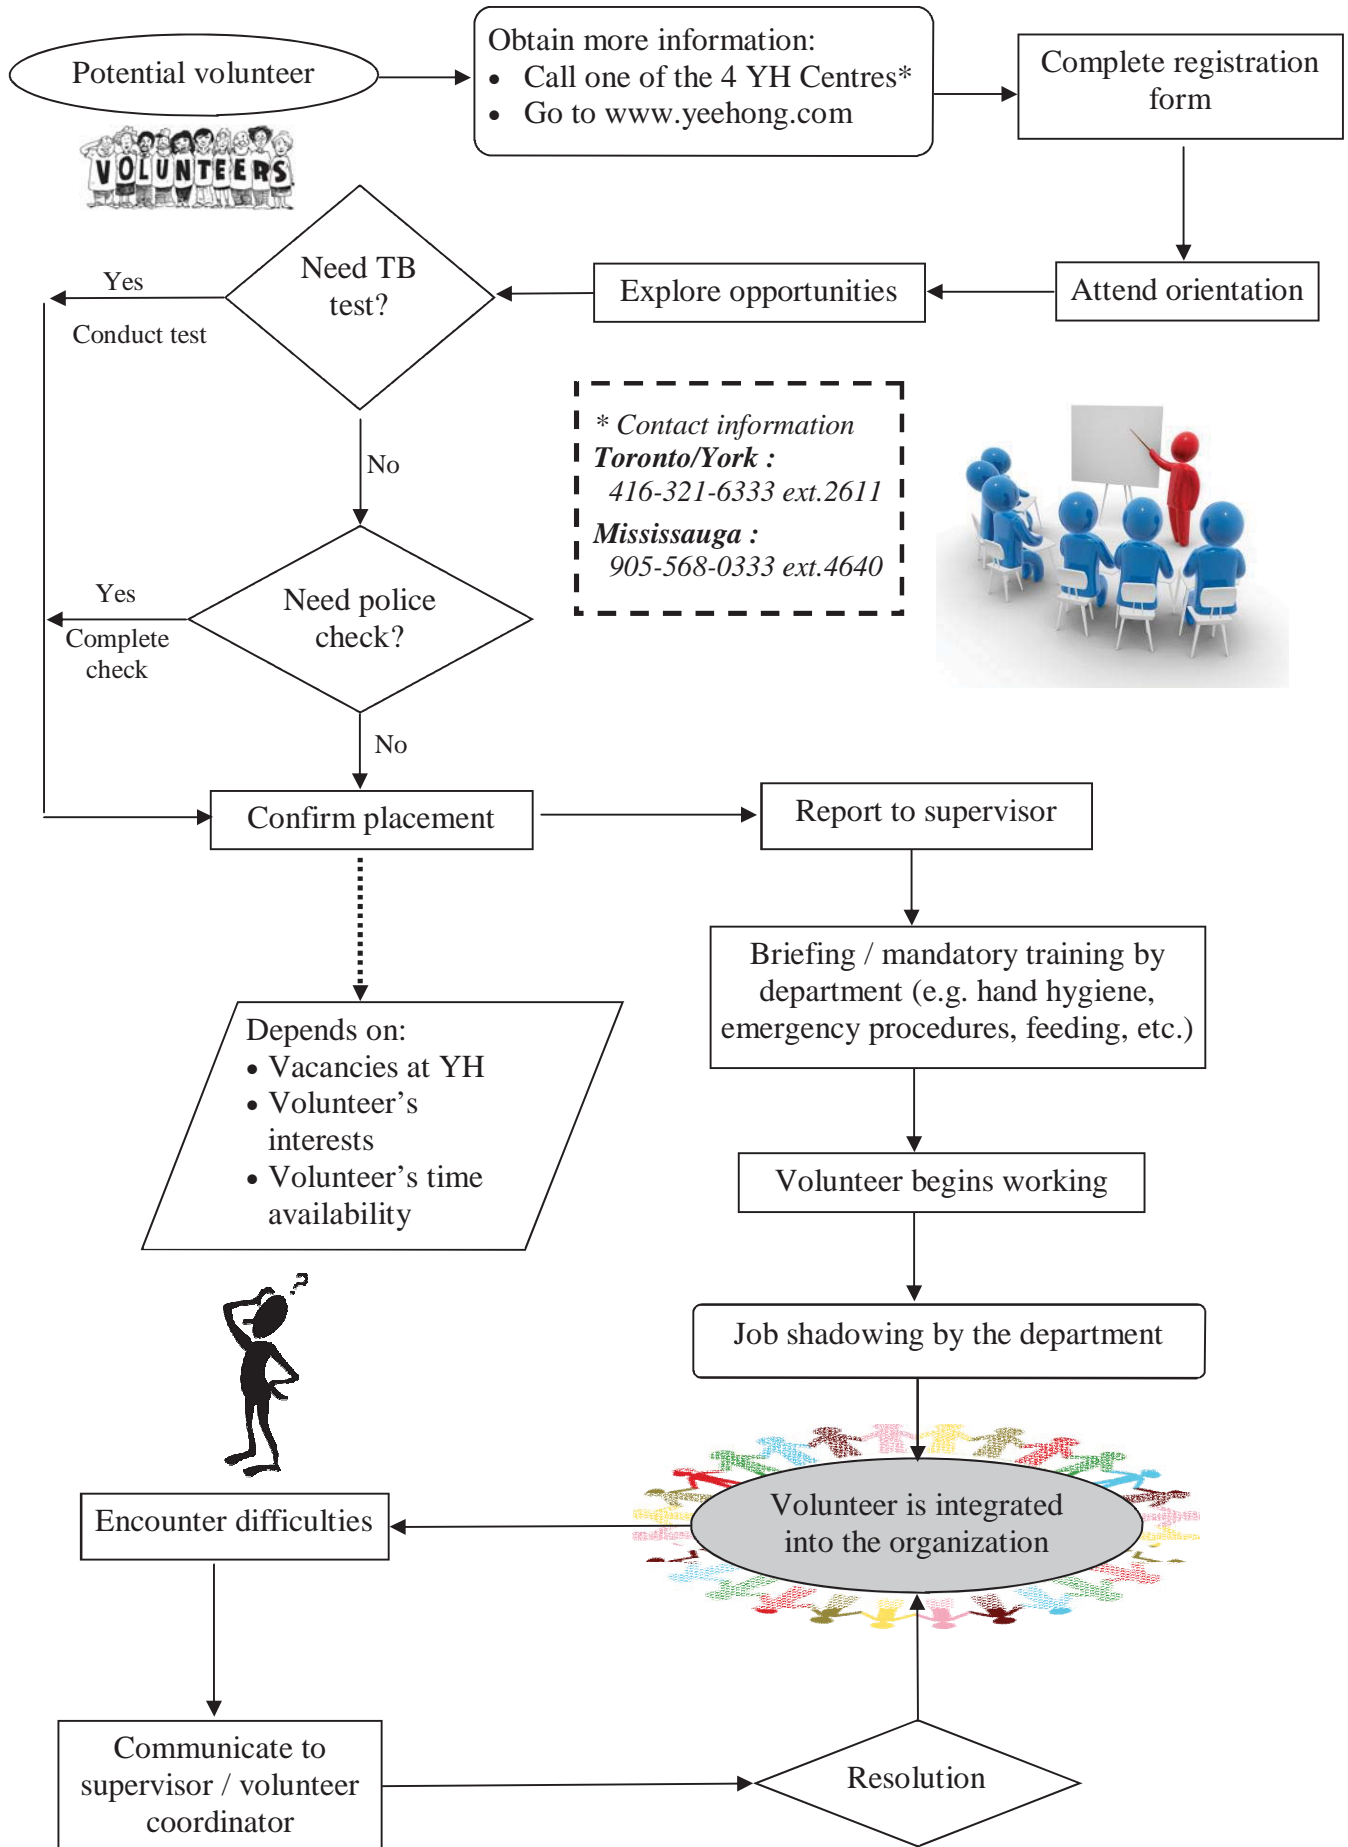 Potential volunteer
Obtain more information:
• Call one of the 4 YH Centres*
• Go to www.yeehong.com
Complete registration
form
VOLUNTEERS
Need TB
test?
Yes
Conduct test
Explore opportunities
Attend orientation
No
* Contact information
Toronto/York :
416-321-6333 ext.2611
Mississauga :
905-568-0333 ext.4640
Need police
check?
Yes
Complete
check
No
Confirm placement
Report to supervisor
Briefing / mandatory training by
department (e.g. hand hygiene,
emergency procedures, feeding, etc.)
Depends on:
• Vacancies at YH
• Volunteer’s
interests
• Volunteer’s time
availability
Volunteer begins working
?
Job shadowing by the department
Volunteer is integrated
into the organization
Encounter difficulties
Communicate to
supervisor / volunteer
coordinator
Resolution